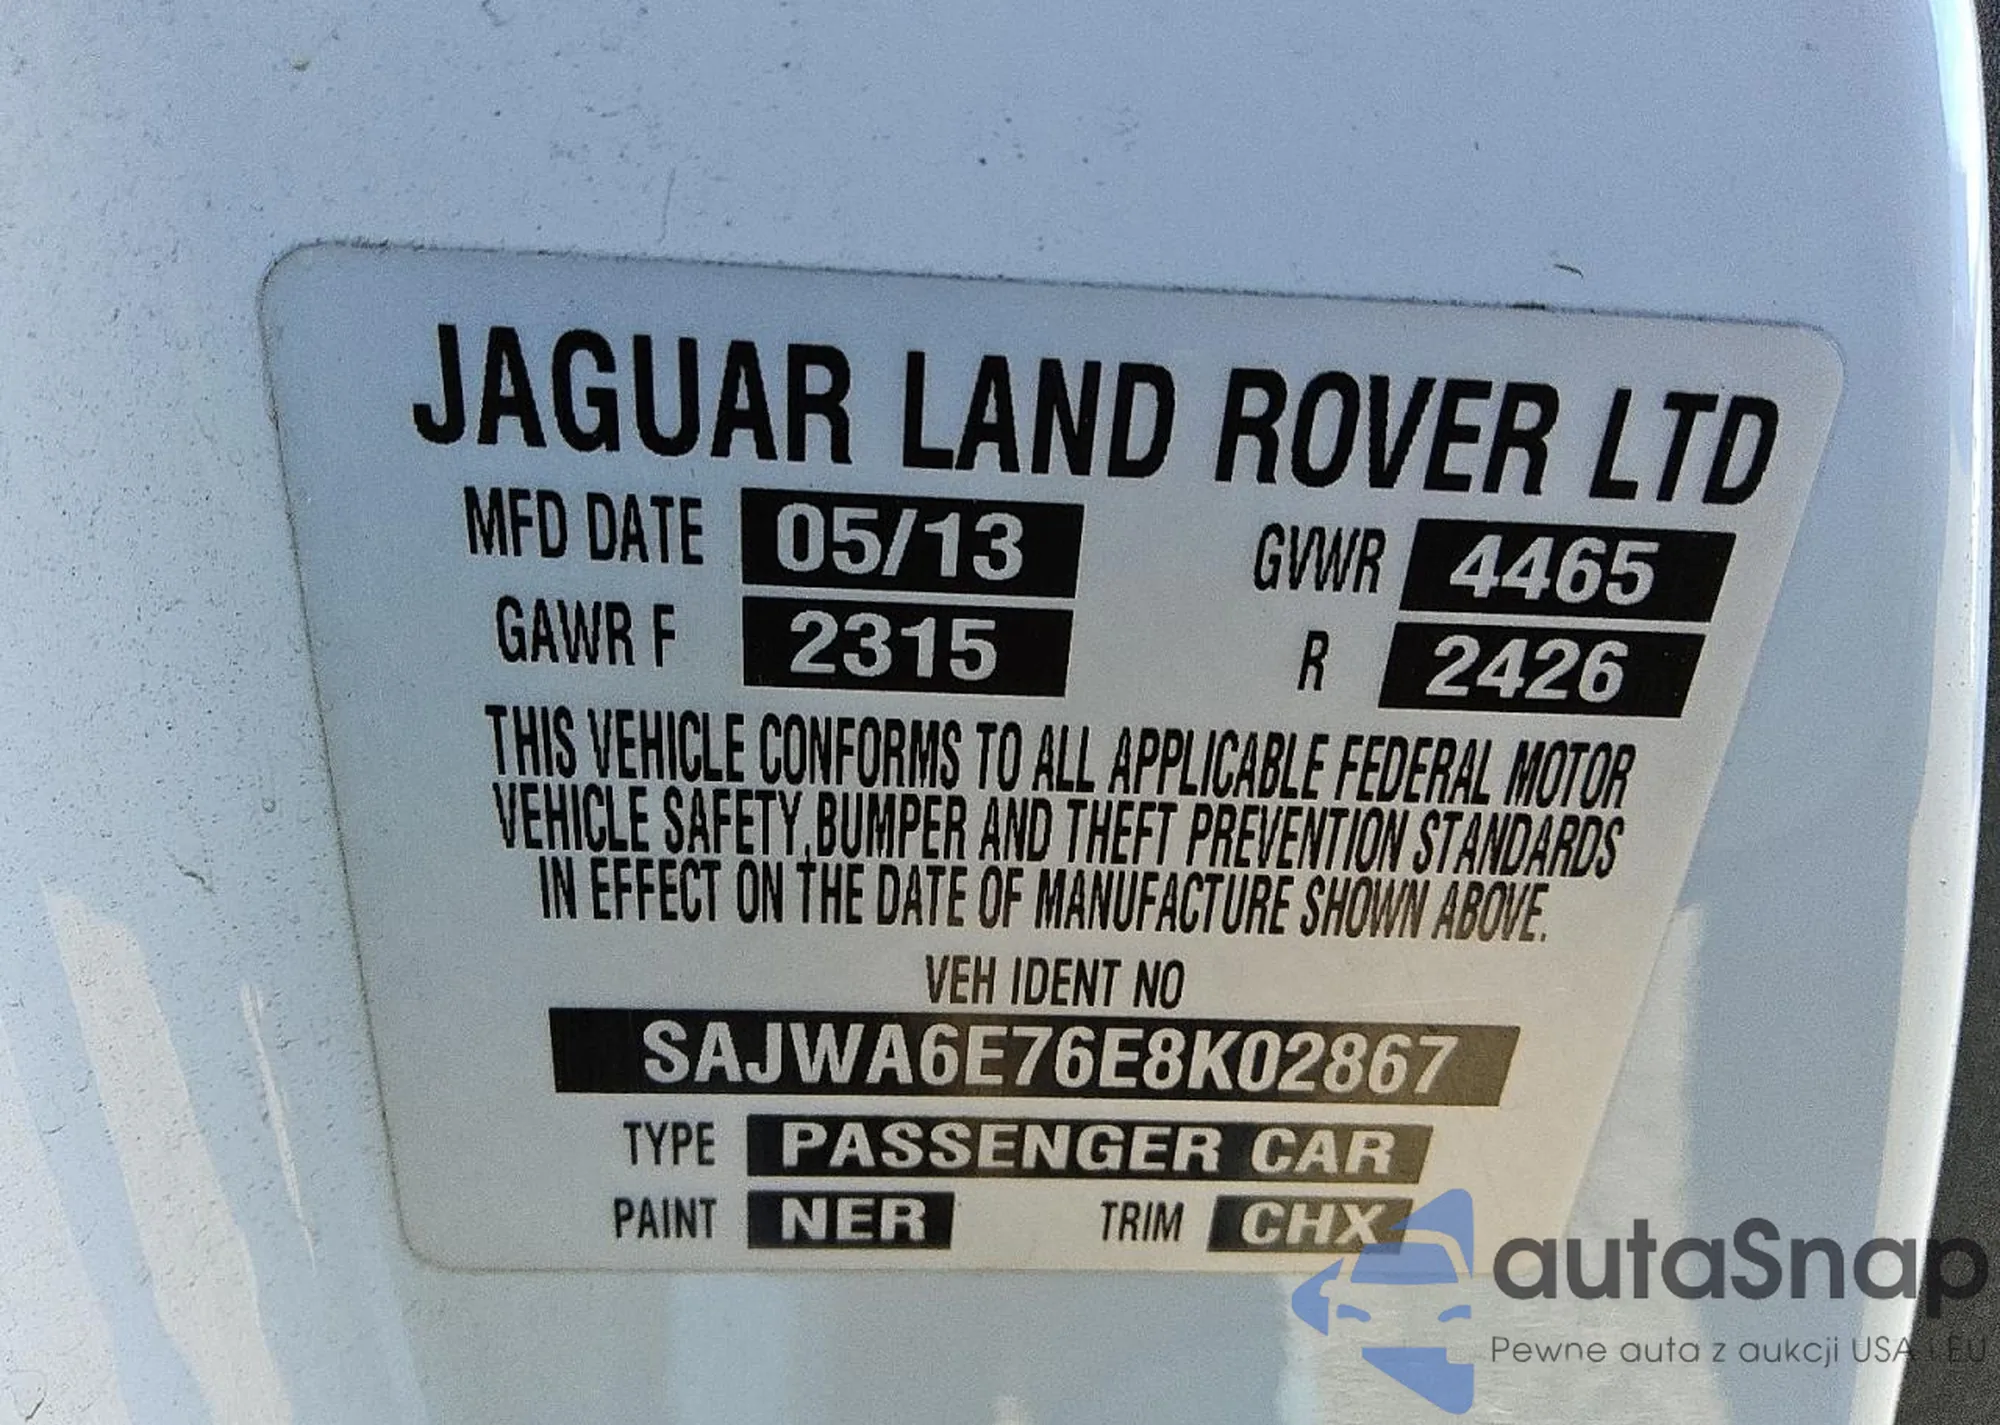 JAGUAR LAND ROVER LTD
MFD DATE 05/13 GVWR 4465
GAWR F 2315 R 2426
THIS VEHICLE CONFORMS TO ALL APPLICABLE FEDERAL MOTOR
VEHICLE SAFETY, BUMPER AND THEFT PREVENTION STANDARDS
IN EFFECT ON THE DATE OF MANUFACTURE SHOWN ABOVE.
VEH IDENT NO
SAJWA6E76E8K02867
TYPE PASSENGER CAR
PAINT NER TRIM CHX
autaSnap
Pewne auta z aukcji USA i EU